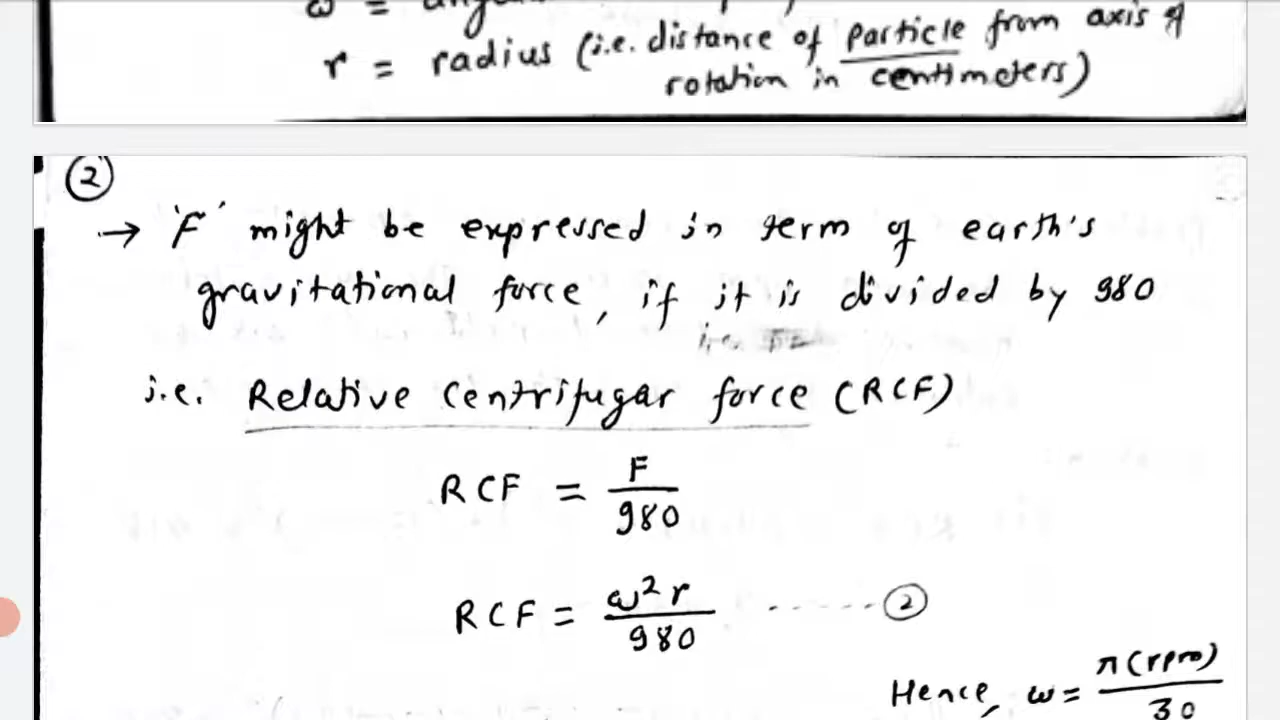 ω =
r = radius (i.e. distance of particle from axis of
rotation in centimeters)
②
→ 'F' might be expressed in term of earth's
gravitational force, if it is divided by 980
i.e. Relative Centrifugar force (RCF)
RCF = F/980
RCF = ω²r/980 ------②
Hence, ω = π(rpm)/30